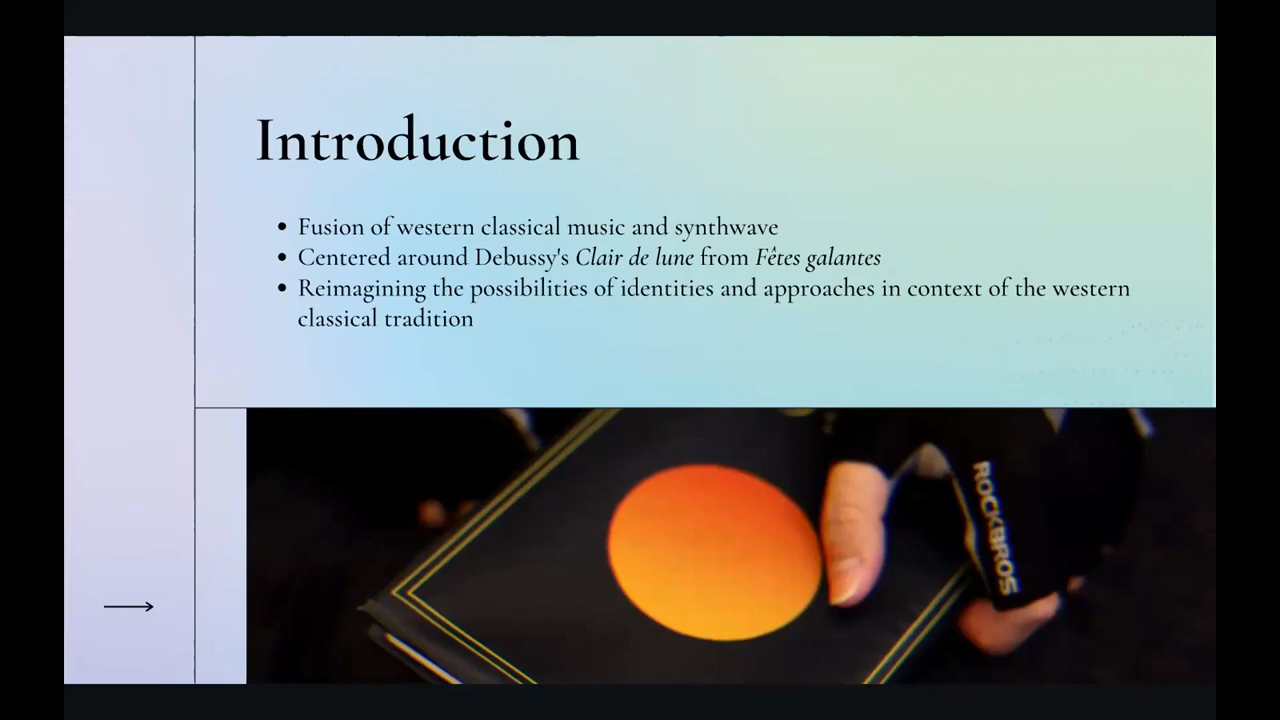 Introduction
• Fusion of western classical music and synthwave
• Centered around Debussy's Clair de lune from Fêtes galantes
• Reimagining the possibilities of identities and approaches in context of the western
classical tradition
ROCKBROS